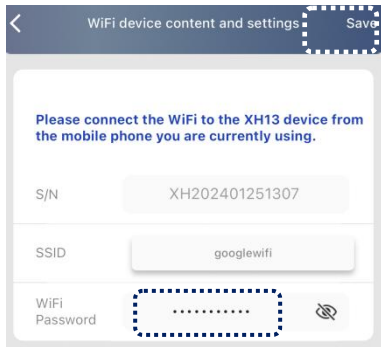 WiFi device content and settings
Save
Please connect the WiFi to the XH13 device from
the mobile phone you are currently using.
S/N
XH202401251307
SSID
googlewifi
WiFi
Password
•••••••••••